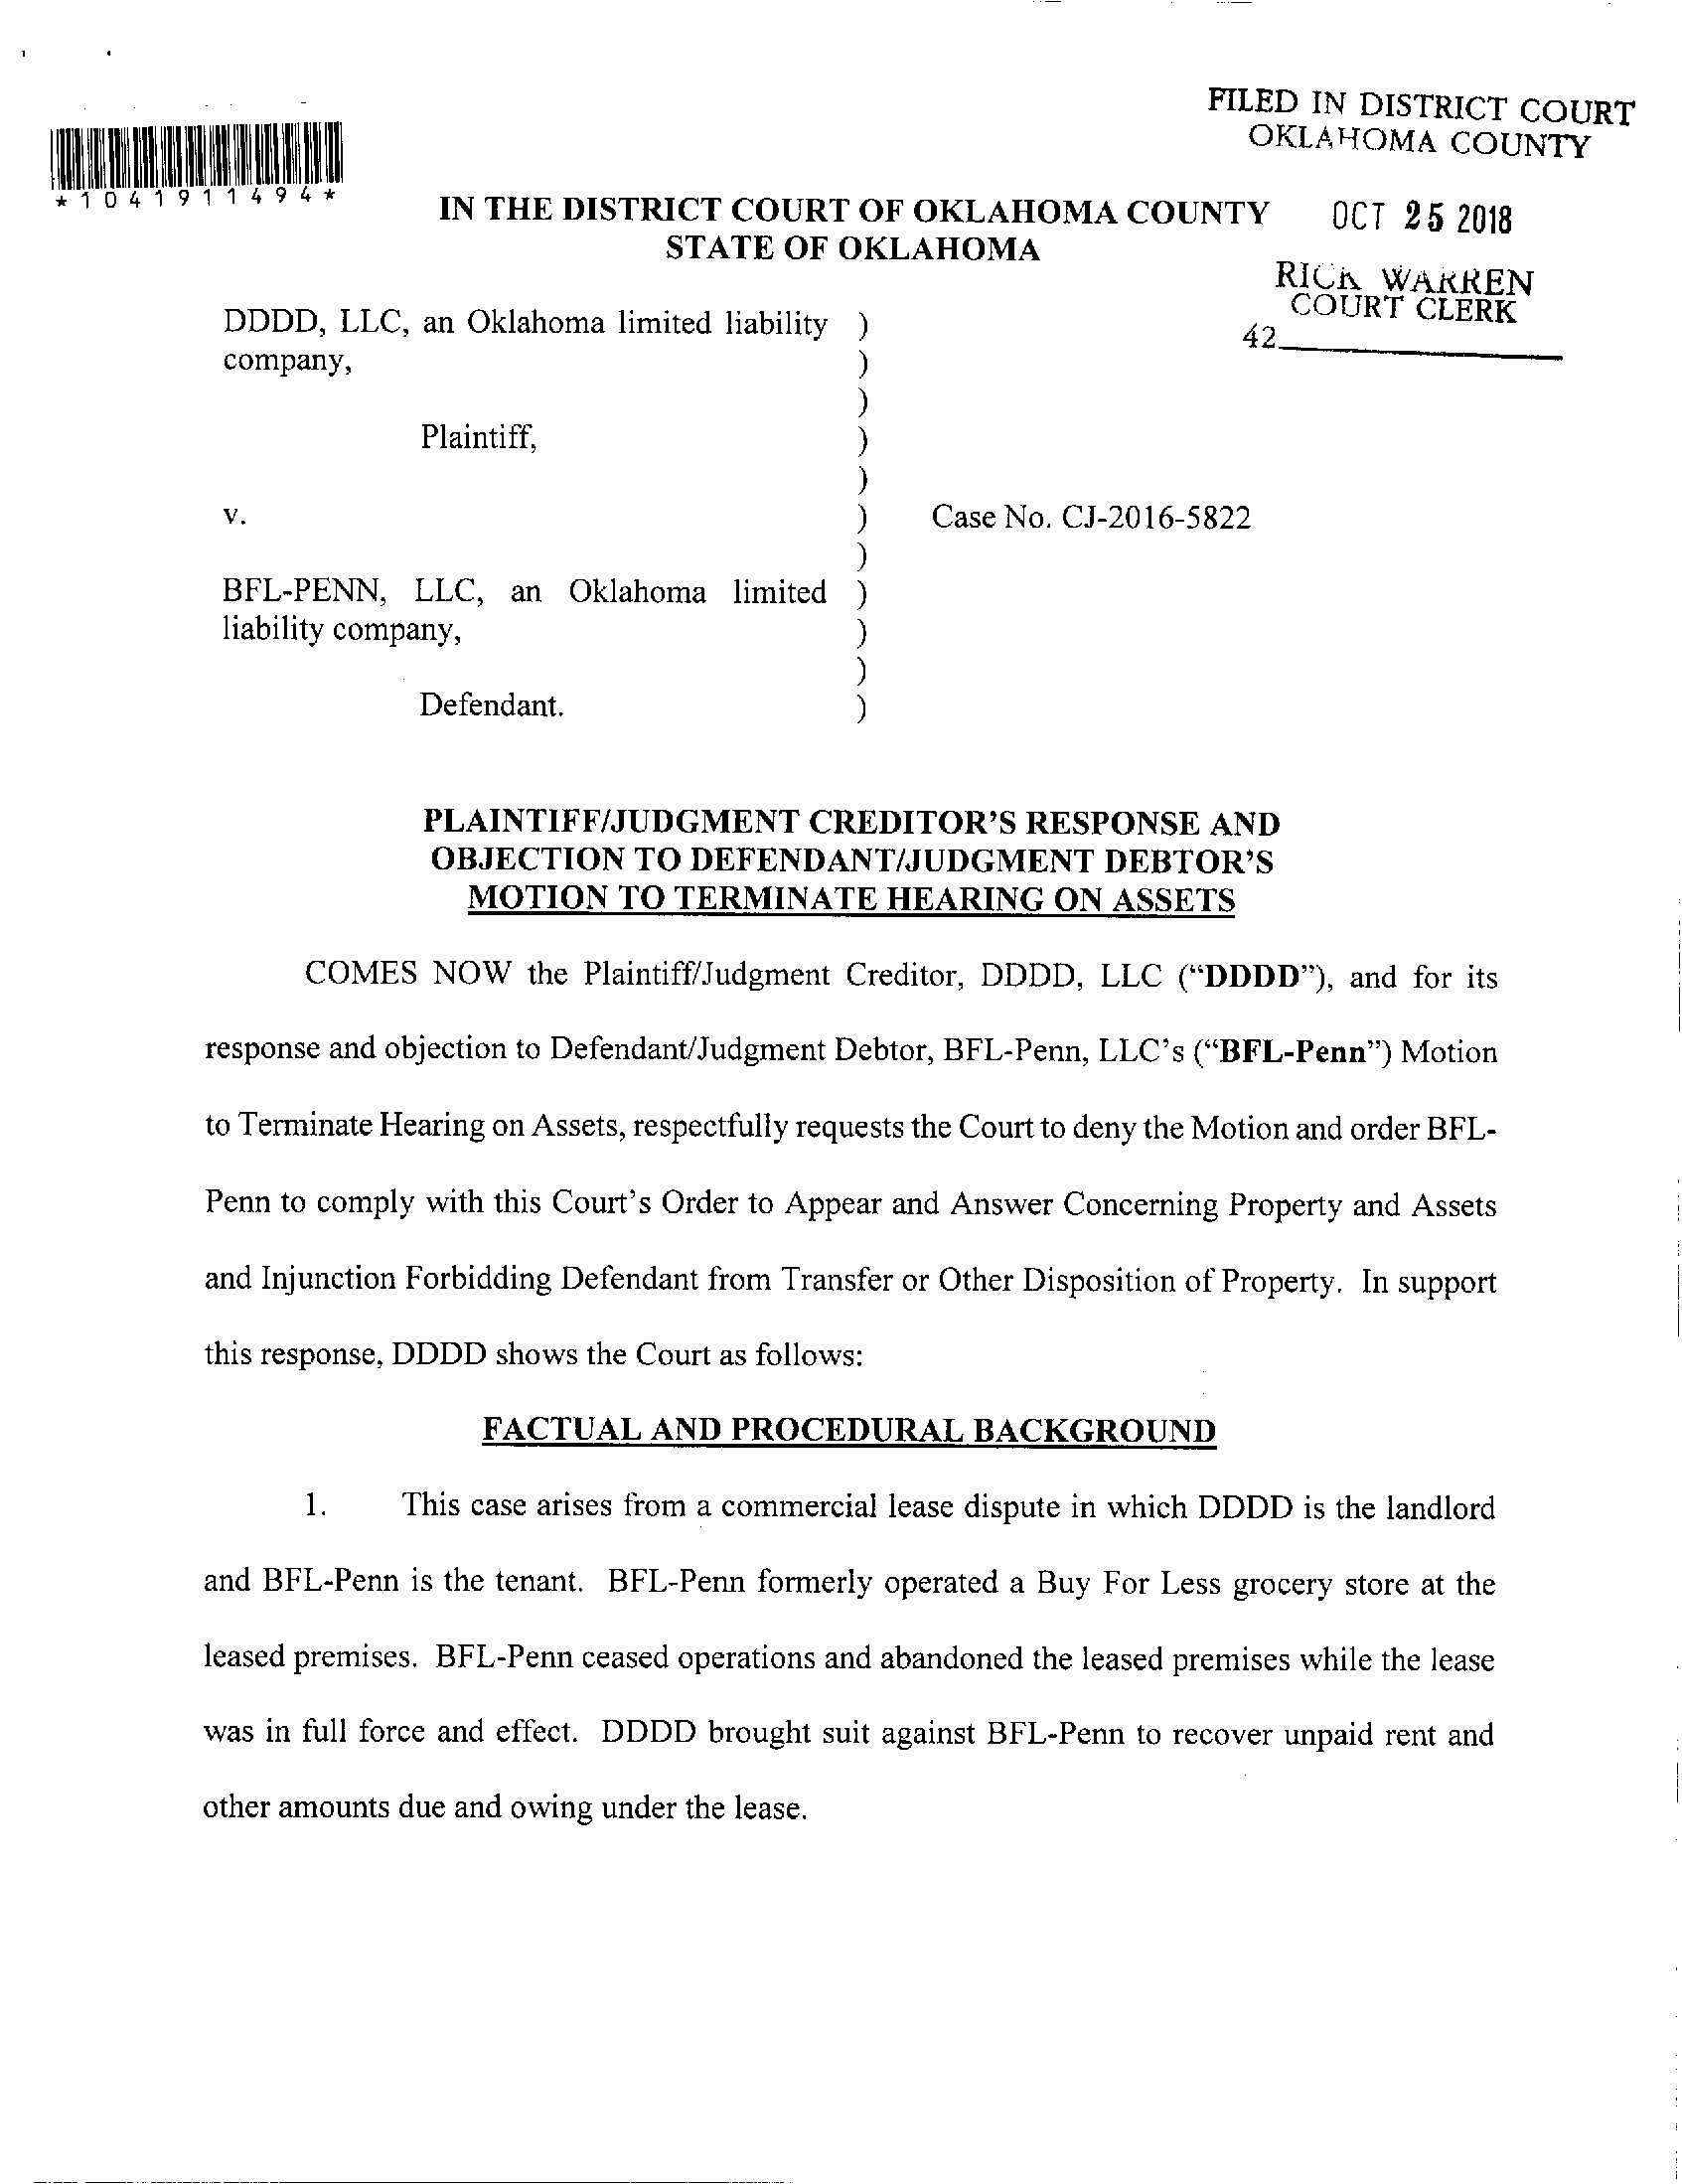 FILED IN DISTRICT COURT
OKLAHOMA COUNTY
*1041911494*
IN THE DISTRICT COURT OF OKLAHOMA COUNTY
STATE OF OKLAHOMA
OCT 25 2018
RICK WARREN
COURT CLERK
42
DDDD, LLC, an Oklahoma limited liability )
company, )
)
Plaintiff, )
)
v. ) Case No. CJ-2016-5822
)
BFL-PENN, LLC, an Oklahoma limited )
liability company, )
)
Defendant. )
PLAINTIFF/JUDGMENT CREDITOR'S RESPONSE AND
OBJECTION TO DEFENDANT/JUDGMENT DEBTOR'S
MOTION TO TERMINATE HEARING ON ASSETS
COMES NOW the Plaintiff/Judgment Creditor, DDDD, LLC ("DDDD"), and for its
response and objection to Defendant/Judgment Debtor, BFL-Penn, LLC's ("BFL-Penn") Motion
to Terminate Hearing on Assets, respectfully requests the Court to deny the Motion and order BFL-
Penn to comply with this Court's Order to Appear and Answer Concerning Property and Assets
and Injunction Forbidding Defendant from Transfer or Other Disposition of Property. In support
this response, DDDD shows the Court as follows:
FACTUAL AND PROCEDURAL BACKGROUND
1. This case arises from a commercial lease dispute in which DDDD is the landlord
and BFL-Penn is the tenant. BFL-Penn formerly operated a Buy For Less grocery store at the
leased premises. BFL-Penn ceased operations and abandoned the leased premises while the lease
was in full force and effect. DDDD brought suit against BFL-Penn to recover unpaid rent and
other amounts due and owing under the lease.